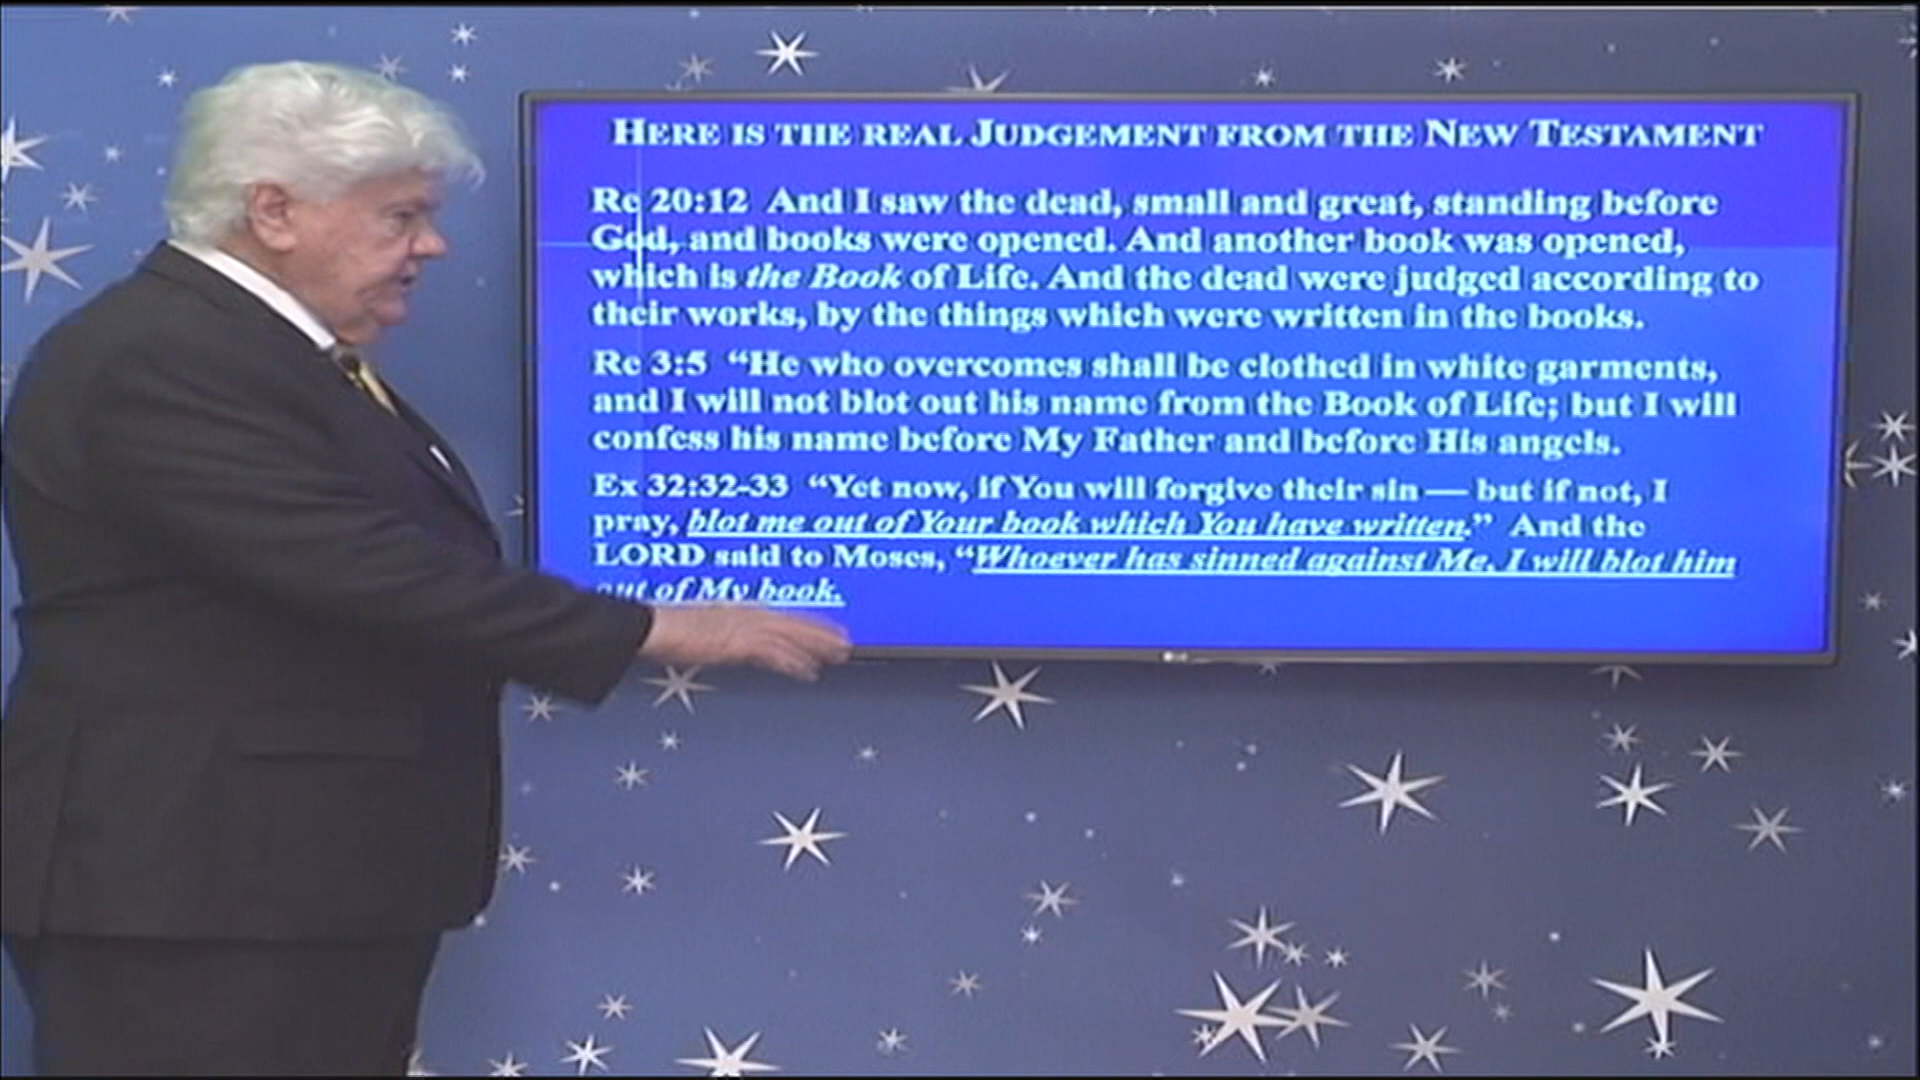 HERE IS THE REAL JUDGEMENT FROM THE NEW TESTAMENT
Re 20:12 And I saw the dead, small and great, standing before
God, and books were opened. And another book was opened,
which is the Book of Life. And the dead were judged according to
their works, by the things which were written in the books.
Re 3:5 “He who overcomes shall be clothed in white garments,
and I will not blot out his name from the Book of Life; but I will
confess his name before My Father and before His angels.
Ex 32:32-33 “Yet now, if You will forgive their sin — but if not, I
pray, blot me out of Your book which You have written.” And the
LORD said to Moses, “Whoever has sinned against Me, I will blot him
out of My book.